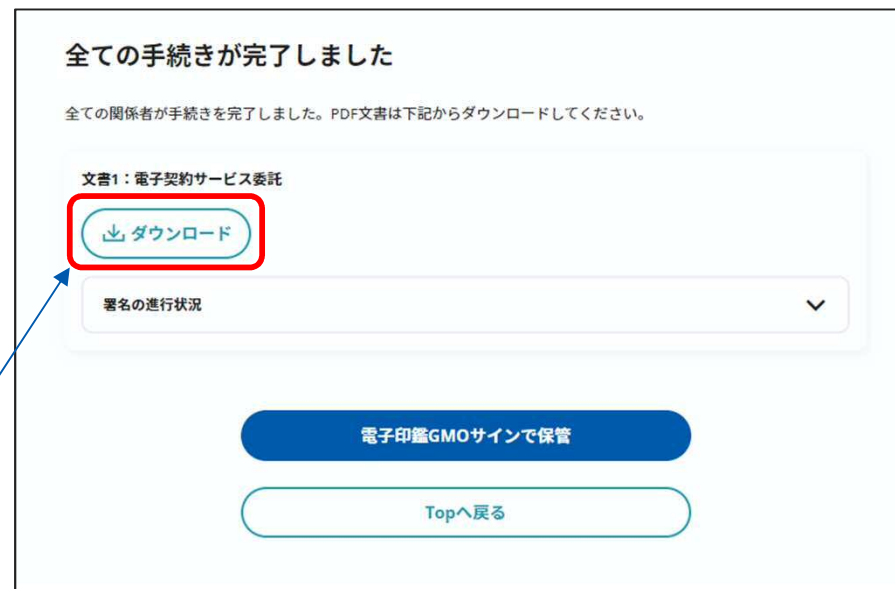 全ての手続きが完了しました
全ての関係者が手続きを完了しました。PDF文書は下記からダウンロードしてください。
文書1：電子契約サービス委託
ダウンロード
署名の進行状況
電子印鑑GMOサインで保管
Topへ戻る